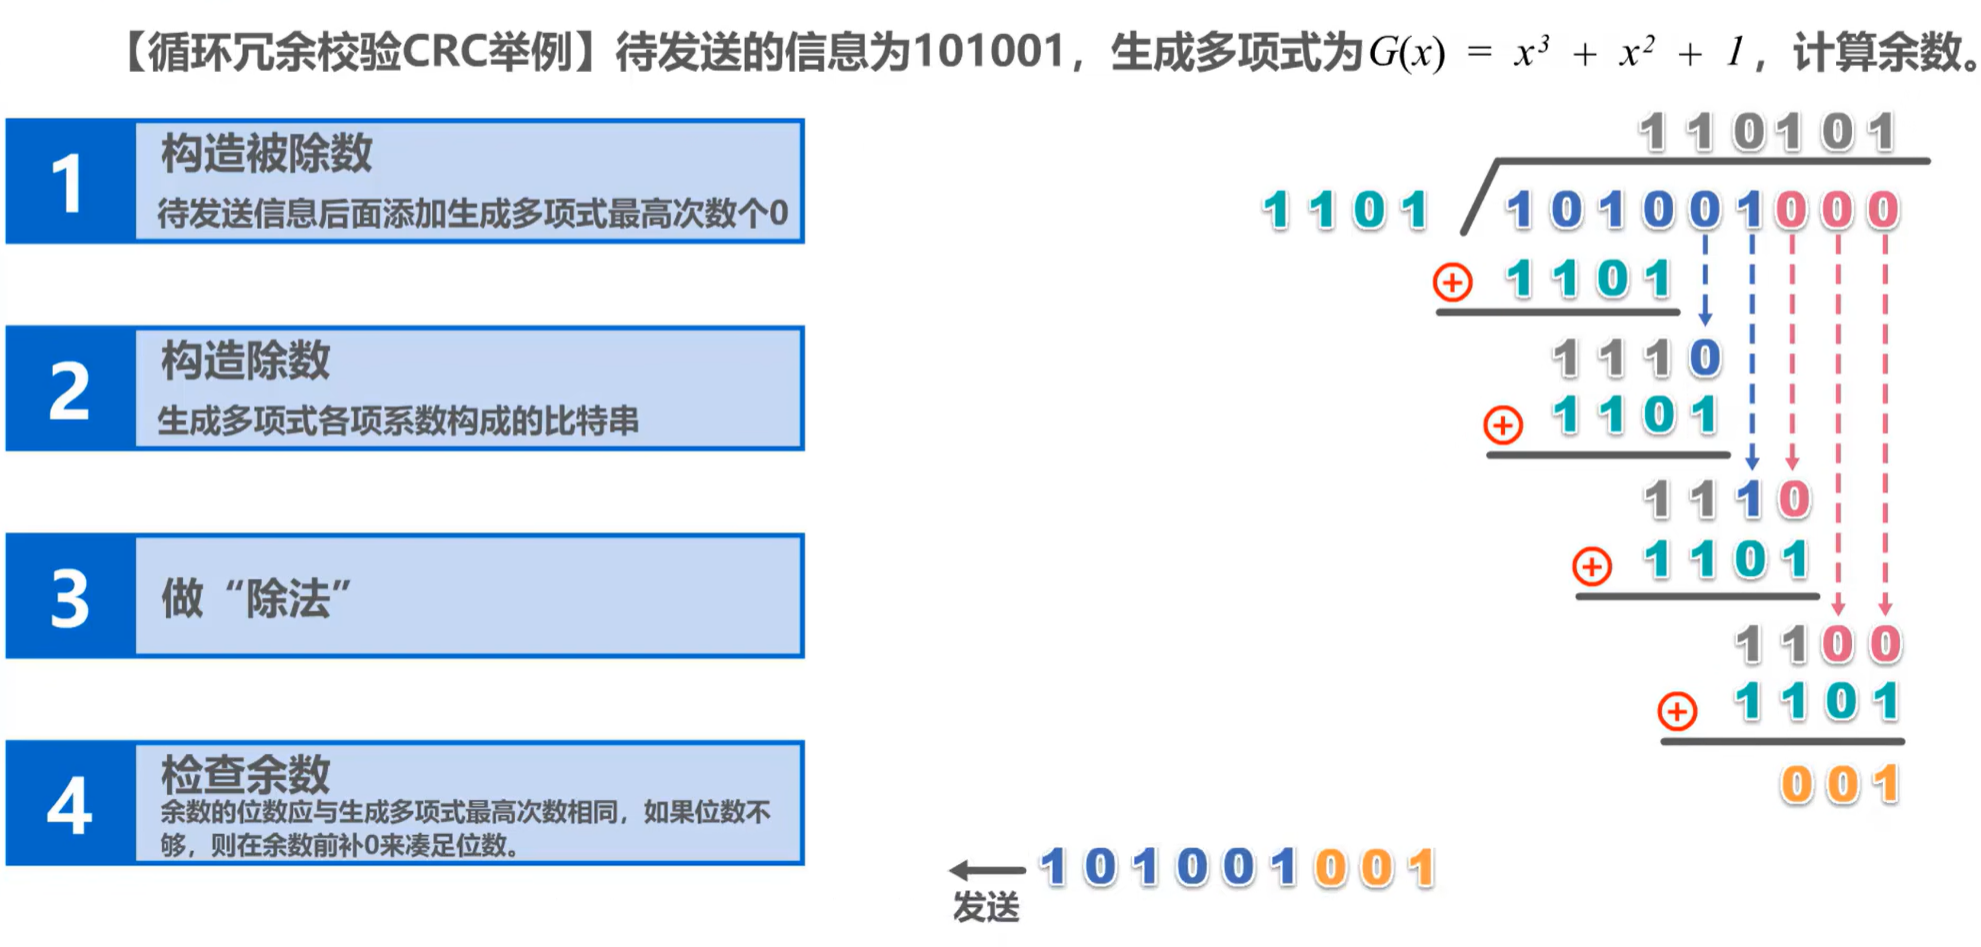 【循环冗余校验CRC举例】待发送的信息为101001，生成多项式为G(x) = x³ + x² + 1，计算余数。
1
构造被除数
待发送信息后面添加生成多项式最高次数个0
2
构造除数
生成多项式各项系数构成的比特串
3
做“除法”
4
检查余数
余数的位数应与生成多项式最高次数相同，如果位数不
够，则在余数前补0来凑足位数。
110101
1101 101001000
⊕ 1101
1110
⊕ 1101
1110
⊕ 1101
1100
⊕ 1101
001
101001001
发送